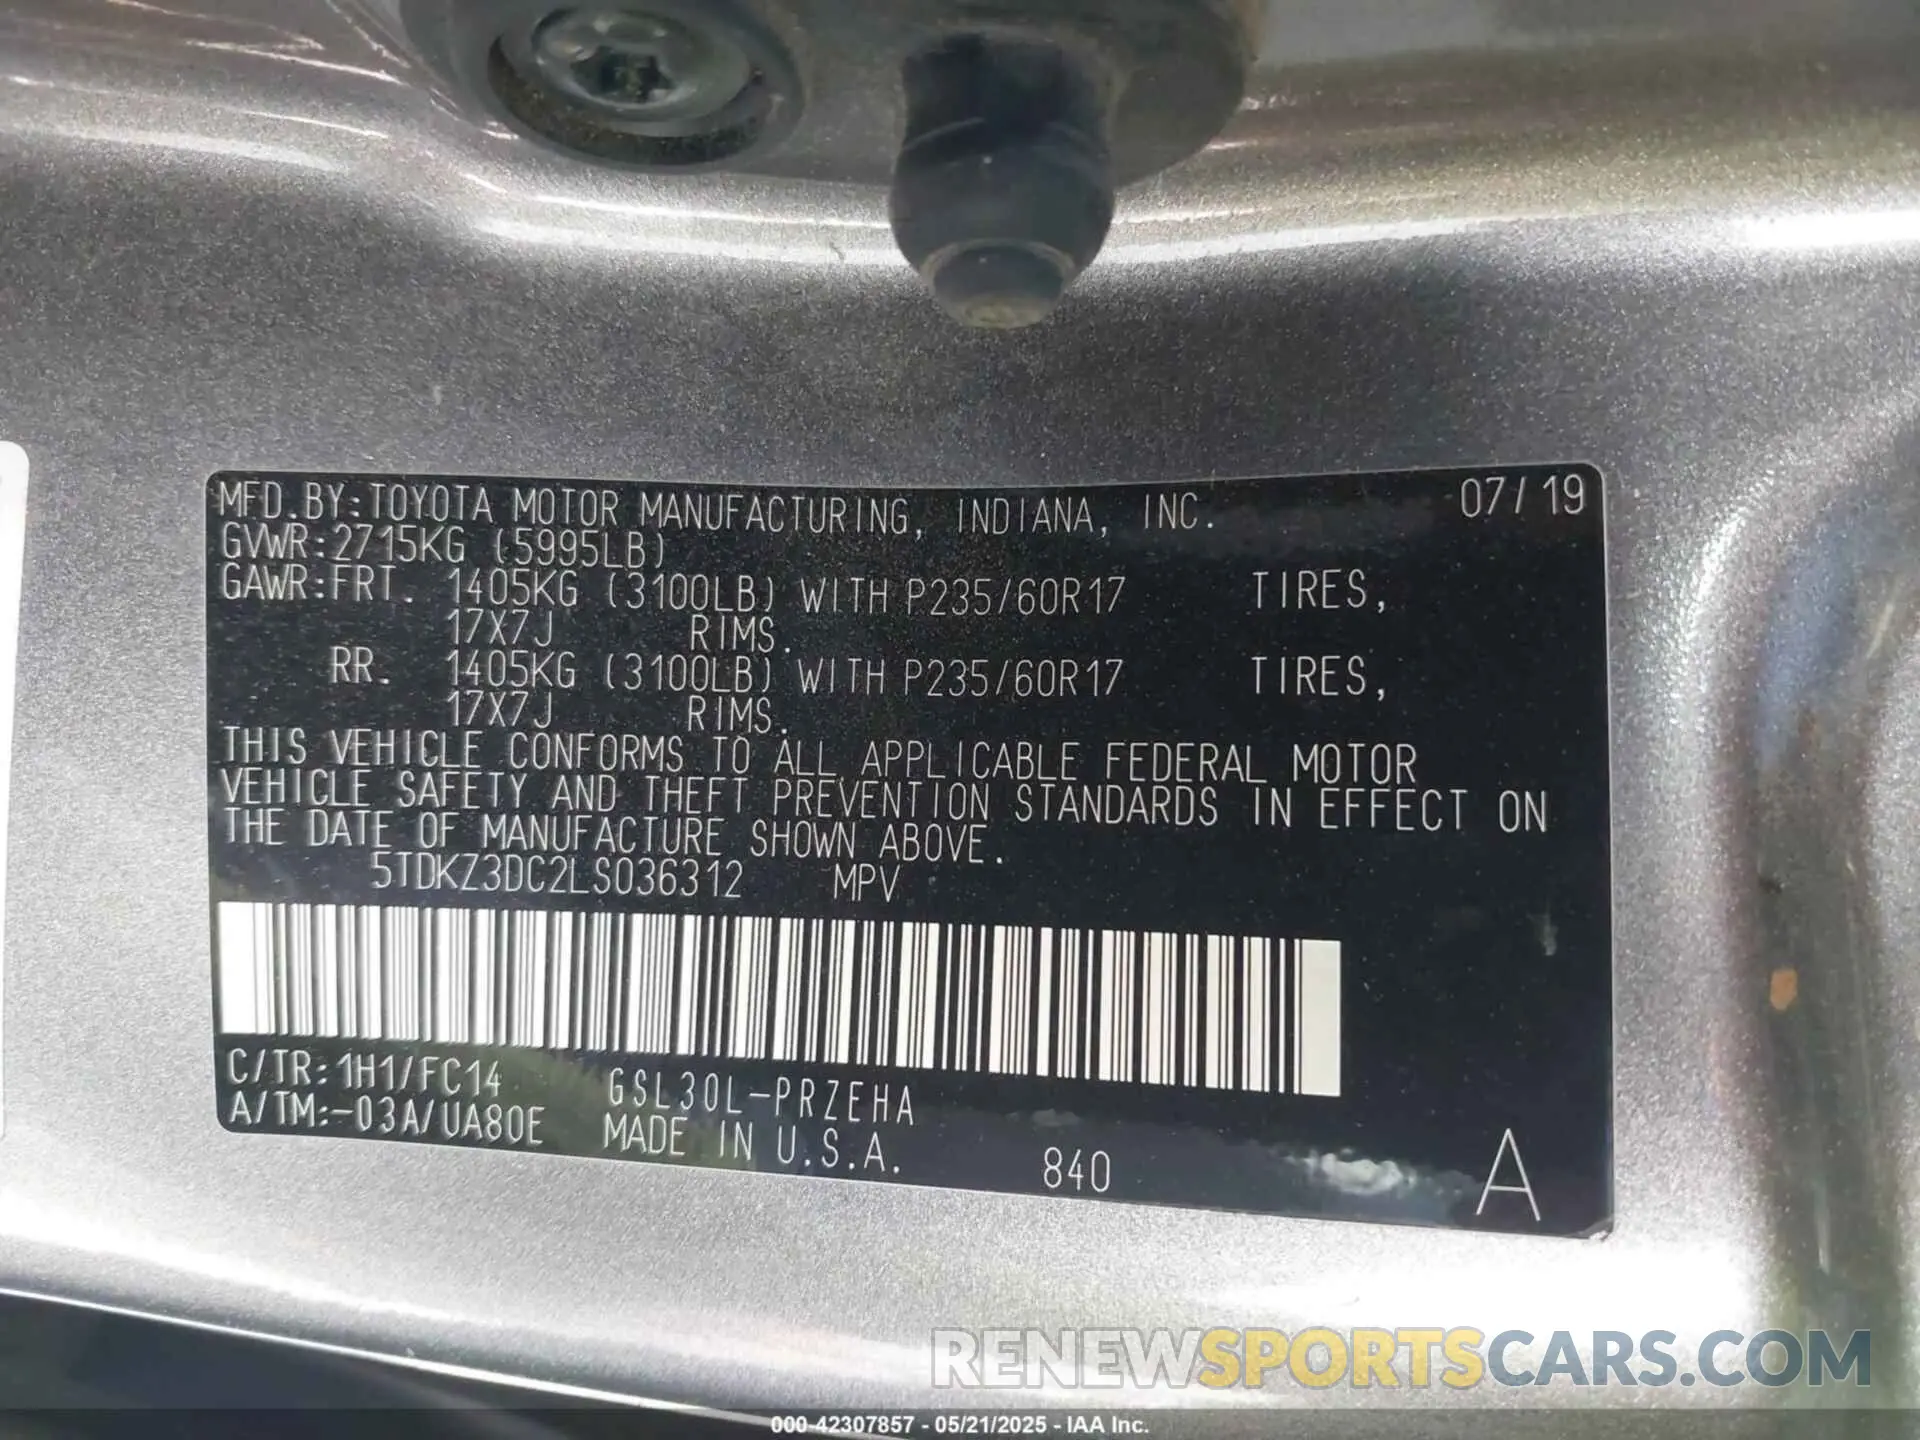 MFD.BY:TOYOTA MOTOR MANUFACTURING, INDIANA, INC. 07/19
GVWR:2715KG (5995LB)
GAWR:FRT. 1405KG (3100LB) WITH P235/60R17 TIRES,
17X7J RIMS.
RR. 1405KG (3100LB) WITH P235/60R17 TIRES,
17X7J RIMS.
THIS VEHICLE CONFORMS TO ALL APPLICABLE FEDERAL MOTOR
VEHICLE SAFETY AND THEFT PREVENTION STANDARDS IN EFFECT ON
THE DATE OF MANUFACTURE SHOWN ABOVE.
5TDKZ3DC2LS036312 MPV
C/TR:1H1/FC14 GSL30L-PRZEHA
A/TM:-03A/UA80E MADE IN U.S.A. 840 A
RENEWSPORTSCARS.COM
000-42307857 - 05/21/2025 - IAA Inc.